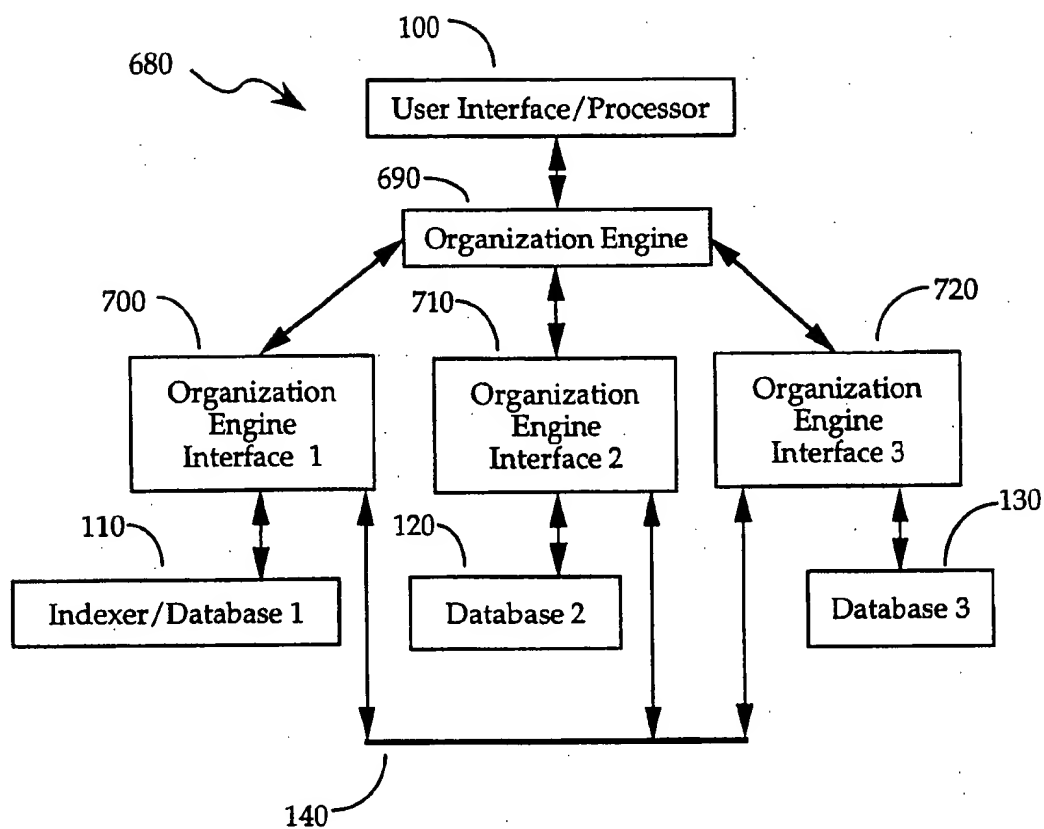 100
680
User Interface/Processor
690
Organization Engine
700
710
720
Organization
Engine
Interface 1
Organization
Engine
Interface 2
Organization
Engine
Interface 3
110
120
130
Indexer/Database 1
Database 2
Database 3
140